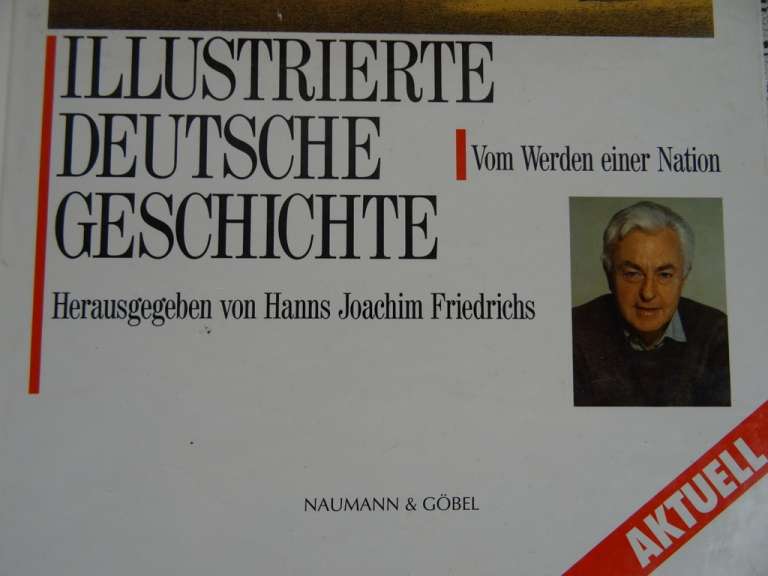 ILLUSTRIERTE
DEUTSCHE
GESCHICHTE
Vom Werden einer Nation
Herausgegeben von Hanns Joachim Friedrichs
NAUMANN & GÖBEL
AKTUELL